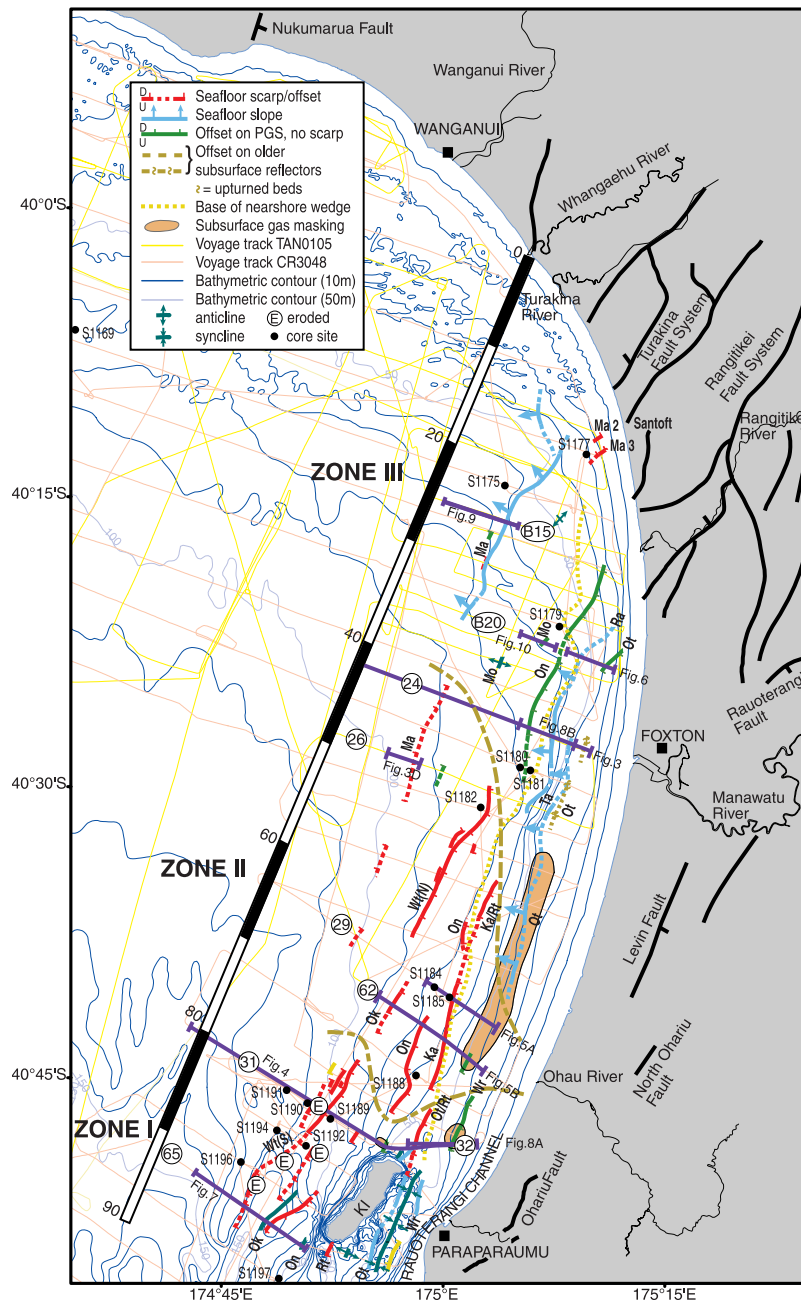 Nukumarua Fault
Wanganui River
WANGANUI
Whangaehu River
D
U
Seafloor scarp/offset
Seafloor slope
D
U
Offset on PGS, no scarp
Offset on older
subsurface reflectors
= upturned beds
Base of nearshore wedge
Subsurface gas masking
Voyage track TAN0105
Voyage track CR3048
Bathymetric contour (10m)
Bathymetric contour (50m)
anticline
E eroded
syncline
core site
40°0'S
0
Turakina
River
Turakina
Fault System
Rangitikei
Fault System
S1169
50
20
Ma 2
Santoft
Rangitike
River
S1177
Ma 3
ZONE III
S1175
40°15'S
Fig.9
B15
100
Ma
50
B20
S1179
Ra
Mo
Fig.10
Ot
40
Mo
On
Fig.6
Rauoterangi
Fault
24
Fig.8B
26
Ma
FOXTON
Fig.3
Fig.3D
S1180
S1181
40°30'S
Manawatu
River
S1182
Ta
Ot
60
ZONE II
Wt(N)
Levin Fault
On
Ka/Rt
Ot
29
S1184
62
S1185
Ok
Fig.5A
80
On
Ka
North Ohariu
Fault
40°45'S
31
Fig.4
S1188
Fig.5B
Wr
Ohau River
S1191
S1190
E
S1189
Ot/Rt
ZONE I
S1194
Wt(S)
S1192
E
E
32
Fig.8A
65
S1196
E
RAUOTERANGI CHANNEL
Fig.7
KI
Wr
Ohariu Fault
90
Ok
On
Rt
Ot
PARAPARAUMU
S1197
174°45'E
175°E
175°15'E